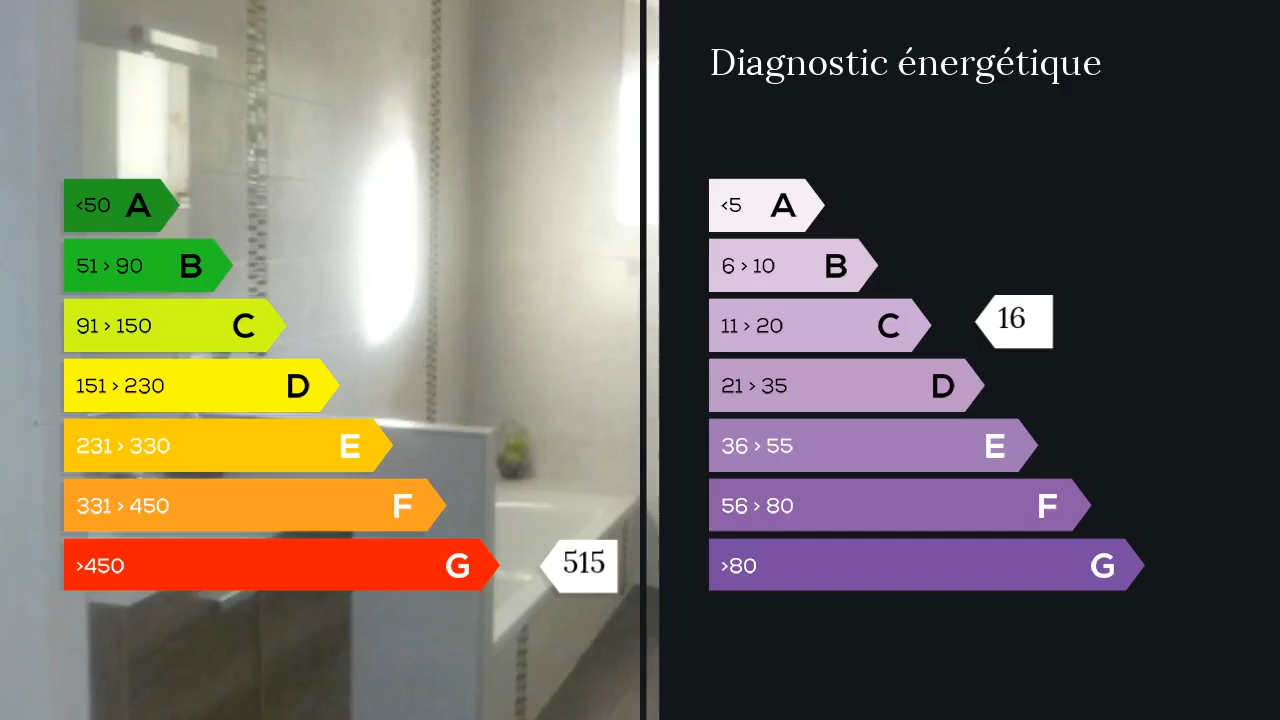 Diagnostic énergétique
<50 A
51 > 90 B
91 > 150 C
151 > 230 D
231 > 330 E
331 > 450 F
>450 G
515
<5 A
6 > 10 B
11 > 20 C
16
21 > 35 D
36 > 55 E
56 > 80 F
>80 G